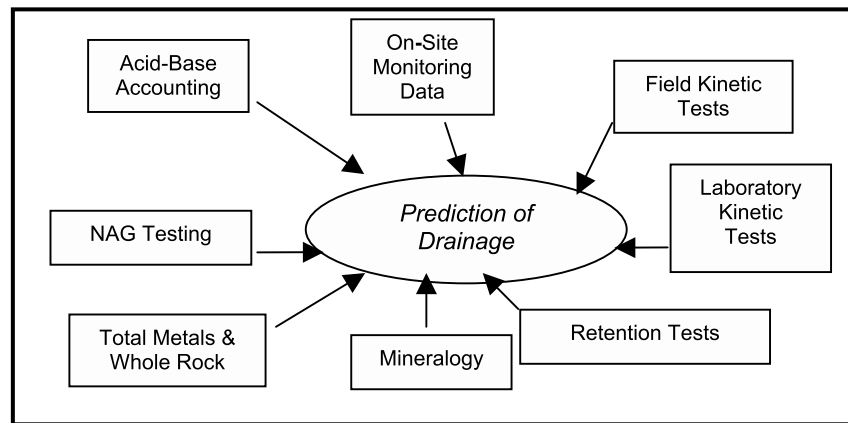 Acid-Base
Accounting
On-Site
Monitoring
Data
Field Kinetic
Tests
Laboratory
Kinetic
Tests
Prediction of
Drainage
NAG Testing
Total Metals &
Whole Rock
Mineralogy
Retention Tests